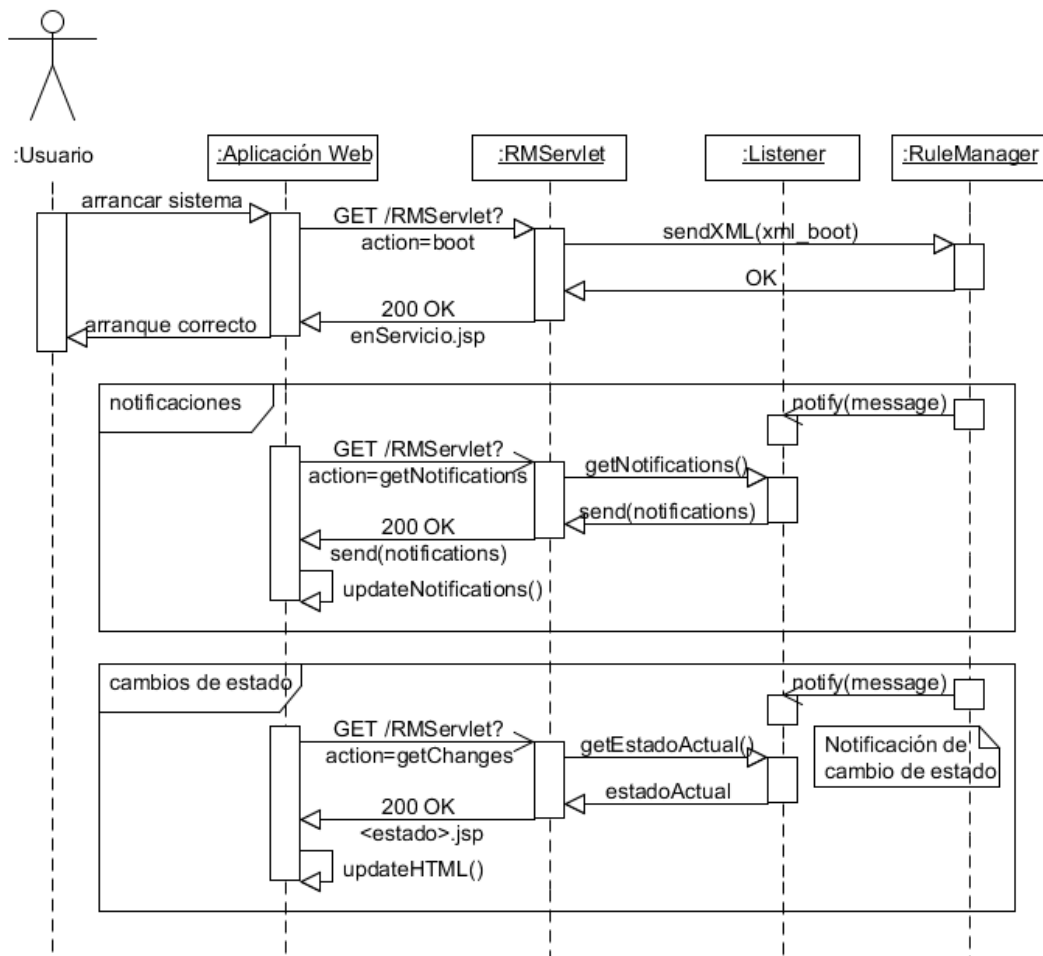 :Usuario
:Aplicación Web
:RMServlet
:Listener
:RuleManager
arrancar sistema
GET /RMServlet?
action=boot
sendXML(xml_boot)
OK
200 OK
enServicio.jsp
arranque correcto
notificaciones
notify(message)
GET /RMServlet?
action=getNotifications
getNotifications()
send(notifications)
200 OK
send(notifications)
updateNotifications()
cambios de estado
notify(message)
GET /RMServlet?
action=getChanges
getEstadoActual()
Notificación de
cambio de estado
estadoActual
200 OK
<estado>.jsp
updateHTML()